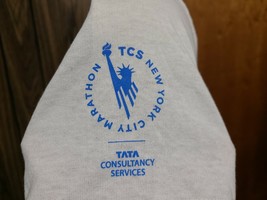 TCS NEW YORK CITY MARATHON
TATA
CONSULTANCY
SERVICES